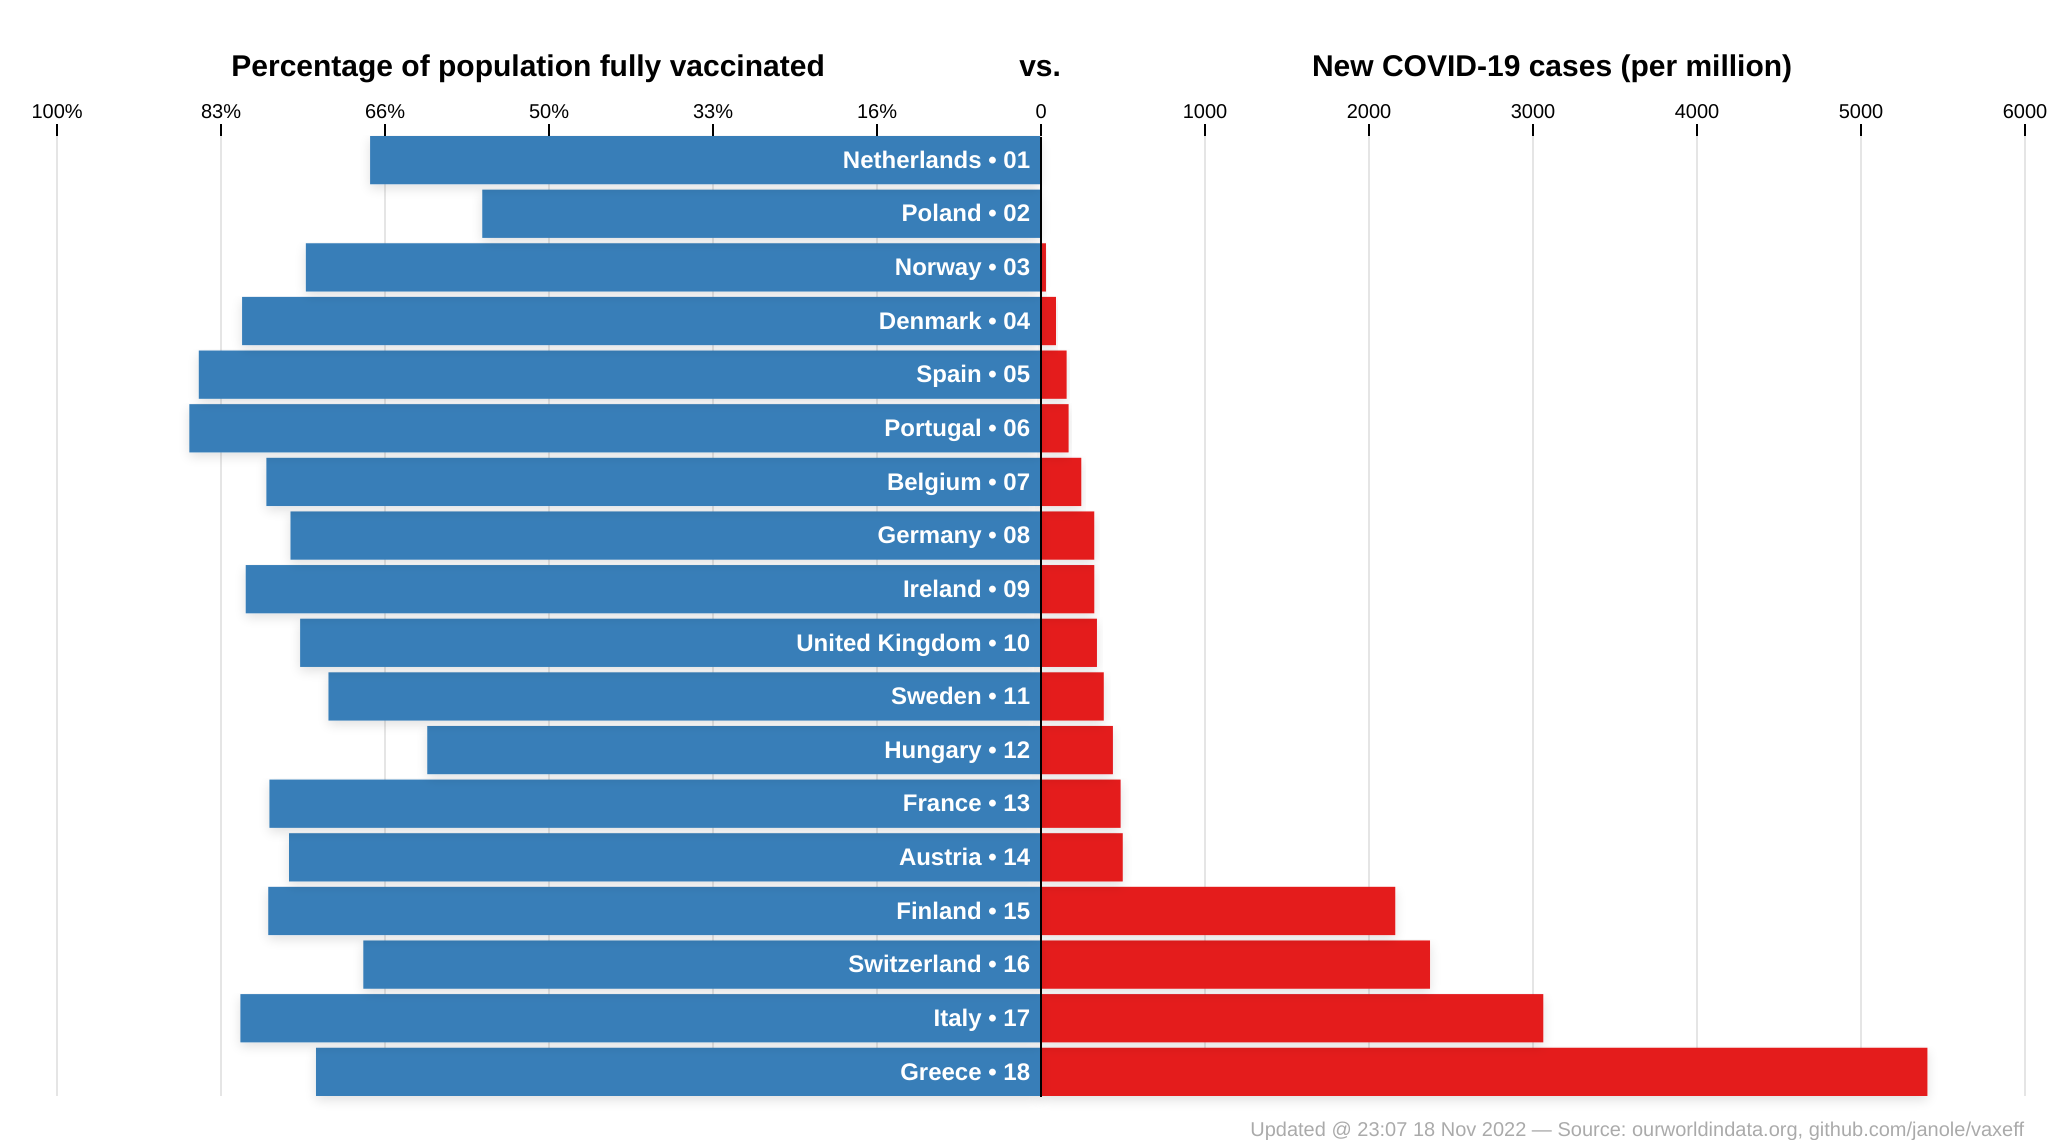 Percentage of population fully vaccinated vs. New COVID-19 cases (per million)
100% 83% 66% 50% 33% 16% 0 1000 2000 3000 4000 5000 6000
Netherlands • 01
Poland • 02
Norway • 03
Denmark • 04
Spain • 05
Portugal • 06
Belgium • 07
Germany • 08
Ireland • 09
United Kingdom • 10
Sweden • 11
Hungary • 12
France • 13
Austria • 14
Finland • 15
Switzerland • 16
Italy • 17
Greece • 18
Updated @ 23:07 18 Nov 2022 — Source: ourworldindata.org, github.com/janole/vaxeff